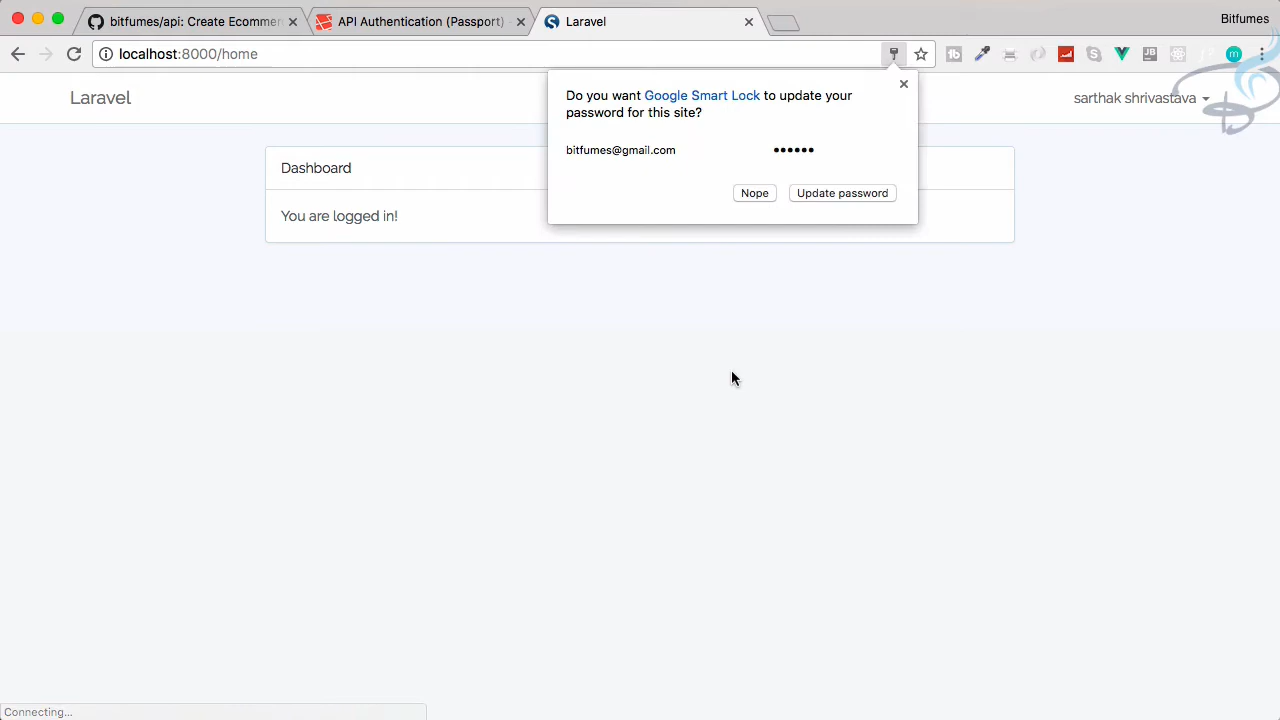 Bitfumes
bitfumes/api: Create Ecommer
API Authentication (Passport) -
Laravel
localhost:8000/home
Laravel
sarthak shrivastava
Do you want Google Smart Lock to update your
password for this site?
bitfumes@gmail.com ••••••
Nope Update password
Dashboard
You are logged in!
Connecting...